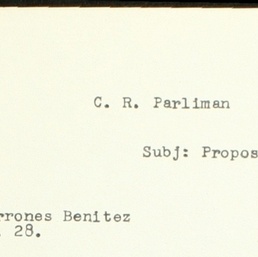 C. R. Parliman
Subj: Propos
rrones Benitez
. 28.